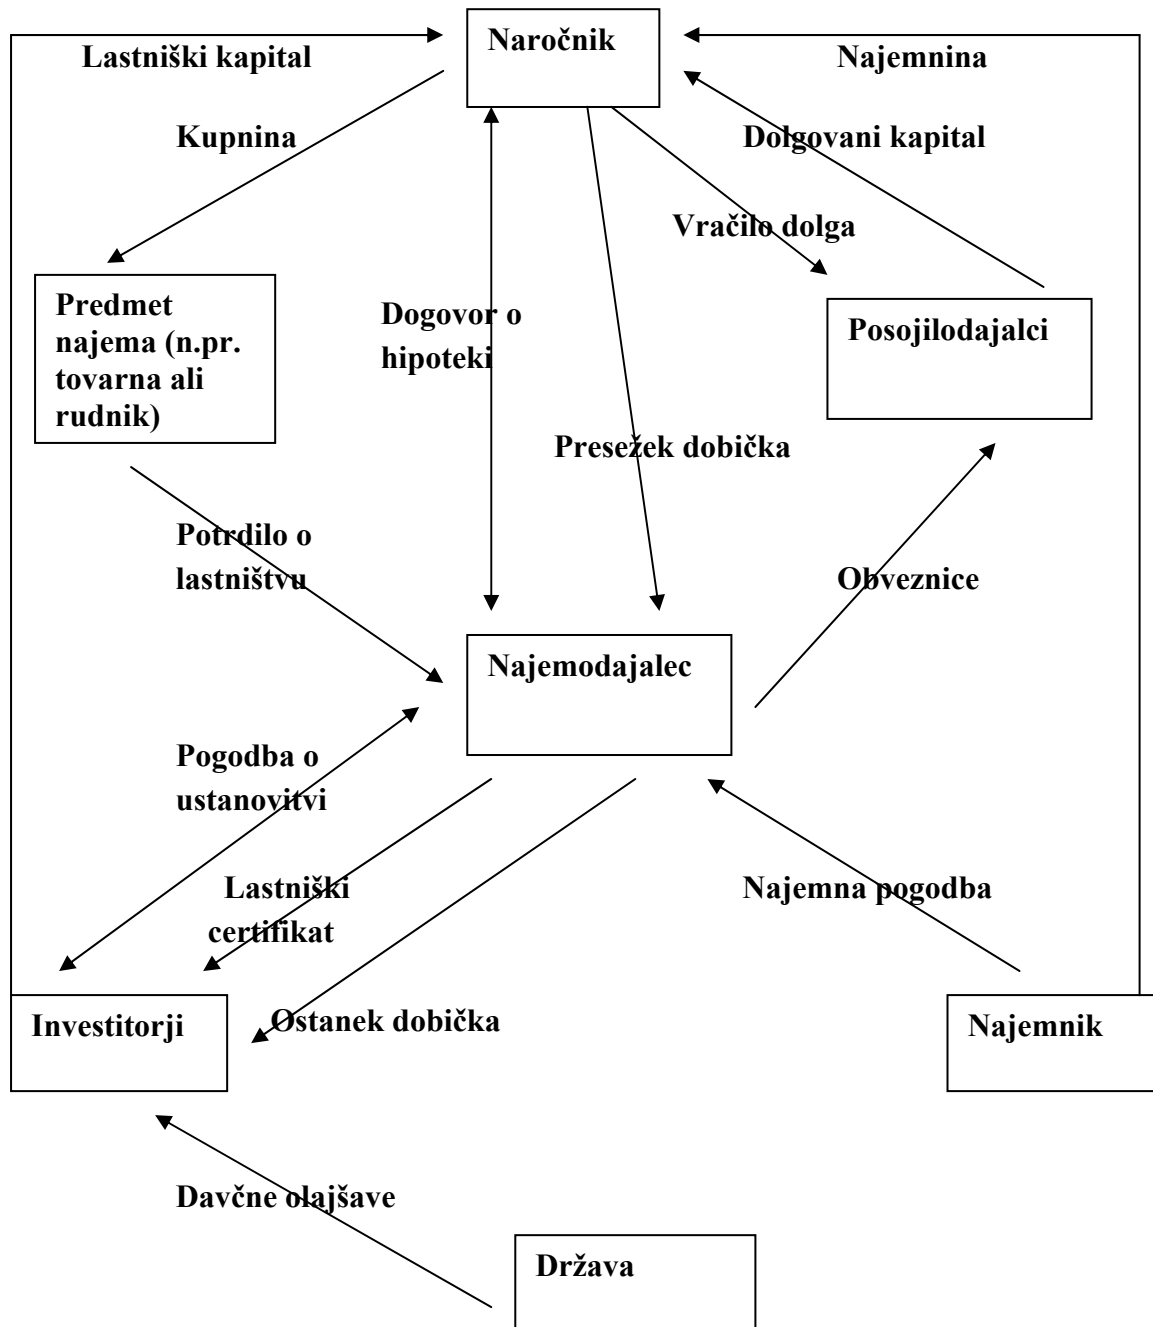 Naročnik
Lastniški kapital
Najemnina
Kupnina
Dolgovani kapital
Vračilo dolga
Predmet
najema (n.pr.
tovarna ali
rudnik)
Dogovor o
hipoteki
Posojilodajalci
Presežek dobička
Potrdilo o
lastništvu
Obveznice
Najemodajalec
Pogodba o
ustanovitvi
Lastniški
certifikat
Najemna pogodba
Investitorji
Ostanek dobička
Najemnik
Davčne olajšave
Država